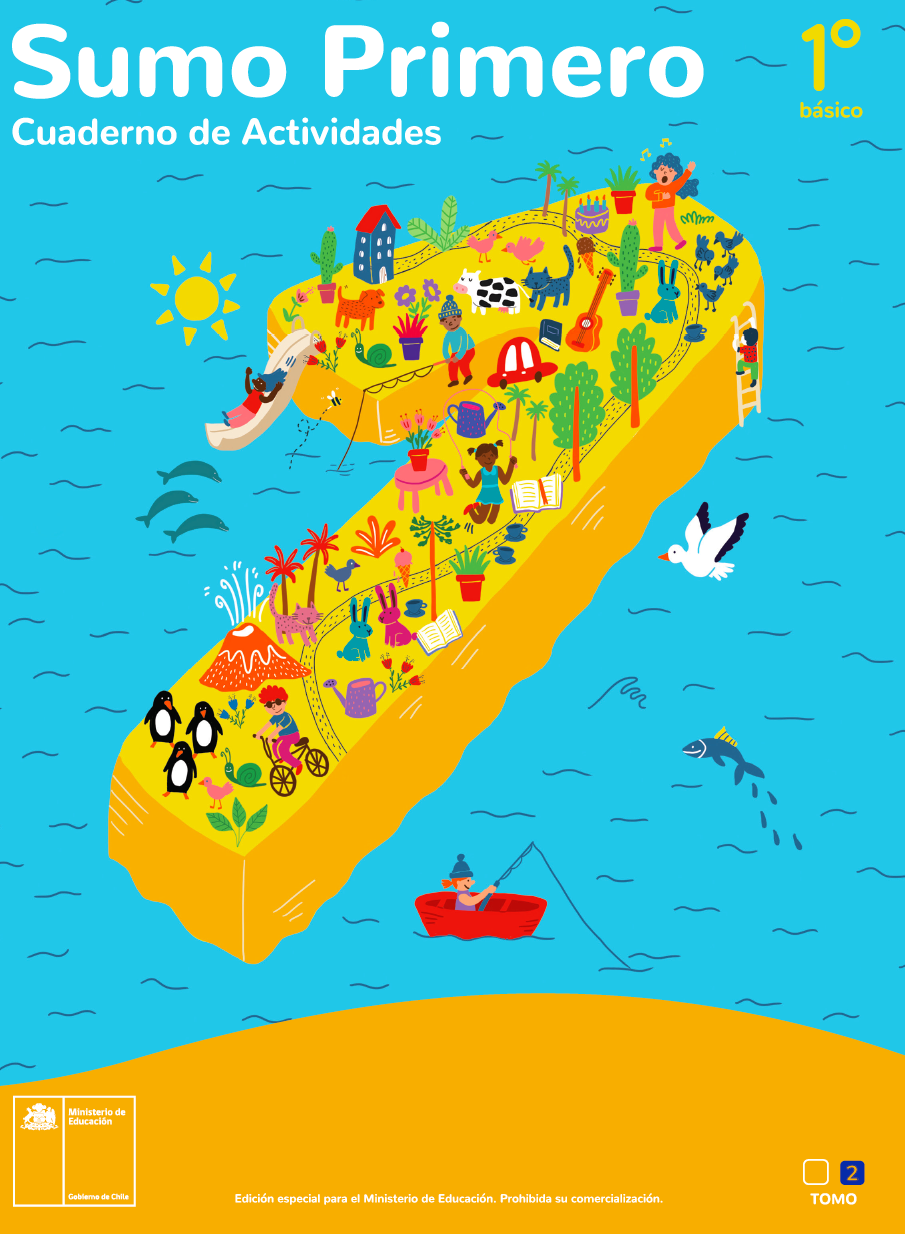 Sumo Primero
Cuaderno de Actividades
1°
básico
Ministerio de
Educación
Gobierno de Chile
Edición especial para el Ministerio de Educación. Prohibida su comercialización.
2
TOMO